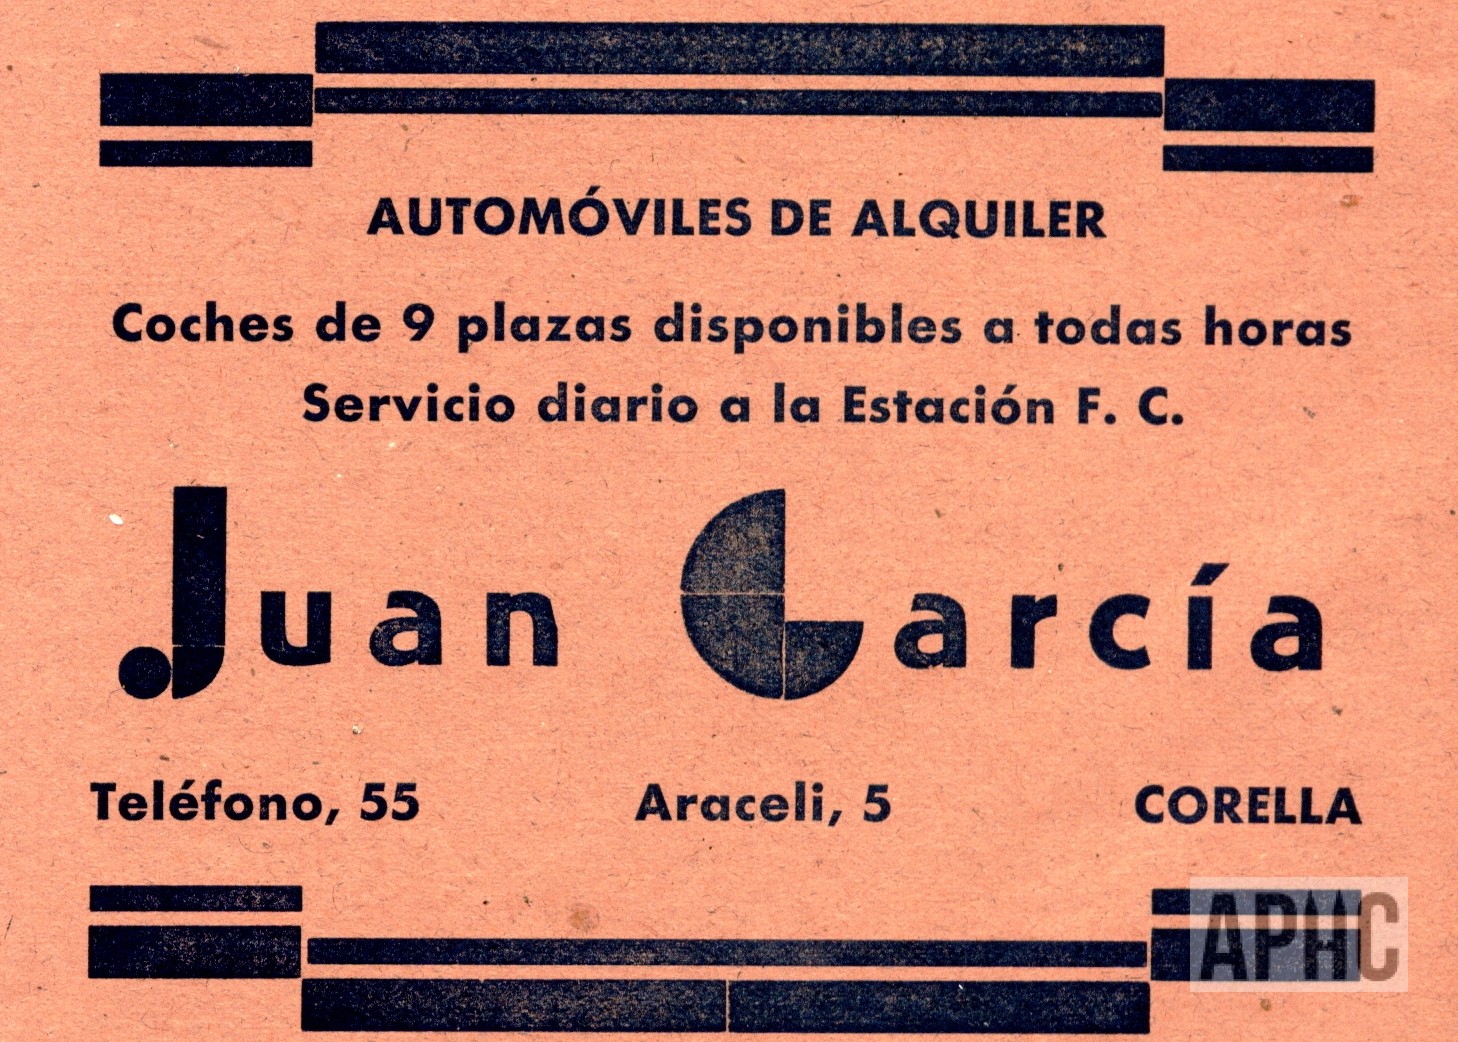 AUTOMÓVILES DE ALQUILER
Coches de 9 plazas disponibles a todas horas
Servicio diario a la Estación F. C.
Juan García
Teléfono, 55 Araceli, 5 CORELLA
APHC